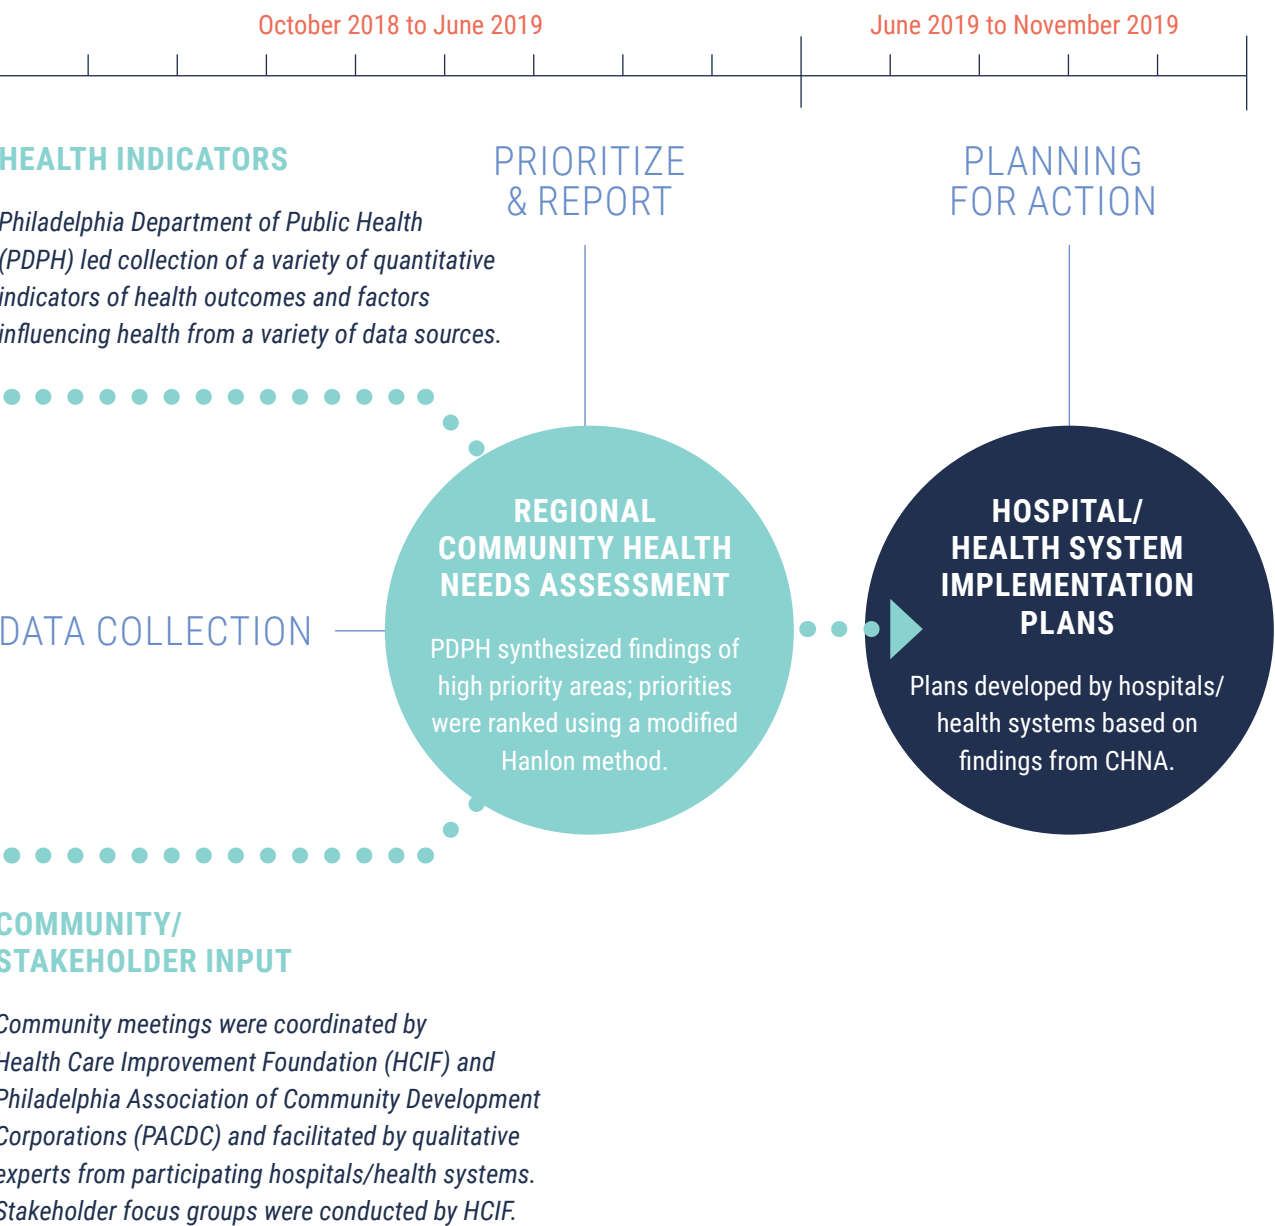 October 2018 to June 2019
June 2019 to November 2019
HEALTH INDICATORS
Philadelphia Department of Public Health
(PDPH) led collection of a variety of quantitative
indicators of health outcomes and factors
influencing health from a variety of data sources.
PRIORITIZE
& REPORT
PLANNING
FOR ACTION
DATA COLLECTION
REGIONAL
COMMUNITY HEALTH
NEEDS ASSESSMENT
PDPH synthesized findings of
high priority areas; priorities
were ranked using a modified
Hanlon method.
HOSPITAL/
HEALTH SYSTEM
IMPLEMENTATION
PLANS
Plans developed by hospitals/
health systems based on
findings from CHNA.
COMMUNITY/
STAKEHOLDER INPUT
Community meetings were coordinated by
Health Care Improvement Foundation (HCIF) and
Philadelphia Association of Community Development
Corporations (PACDC) and facilitated by qualitative
experts from participating hospitals/health systems.
Stakeholder focus groups were conducted by HCIF.